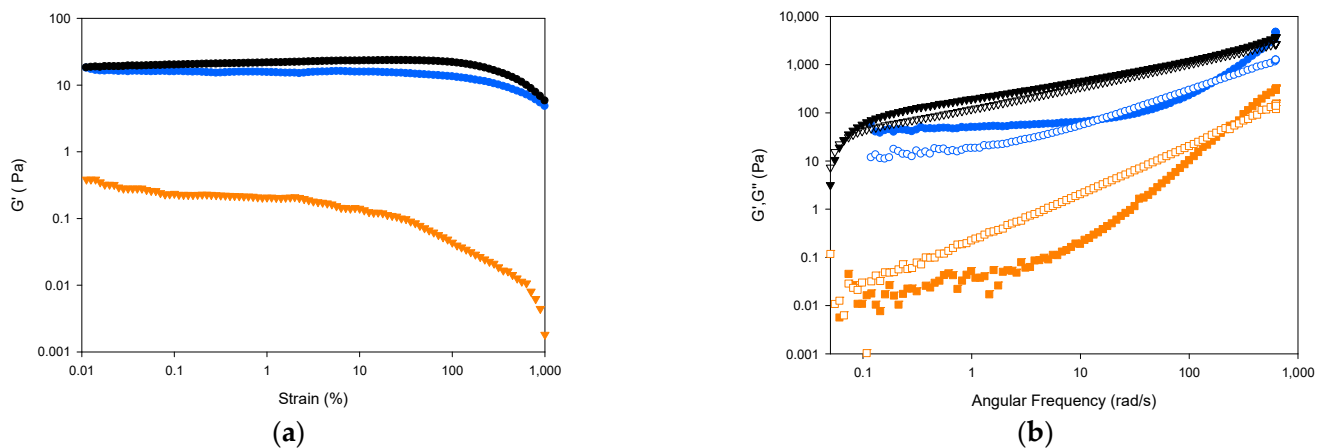 100
10
1
0.1
0.01
0.001
G' ( Pa)
0.01 0.1 1 10 100 1,000
Strain (%)
(a)
10,000
1,000
100
10
1
0.1
0.01
0.001
G',G'' (Pa)
0.1 1 10 100 1,000
Angular Frequency (rad/s)
(b)